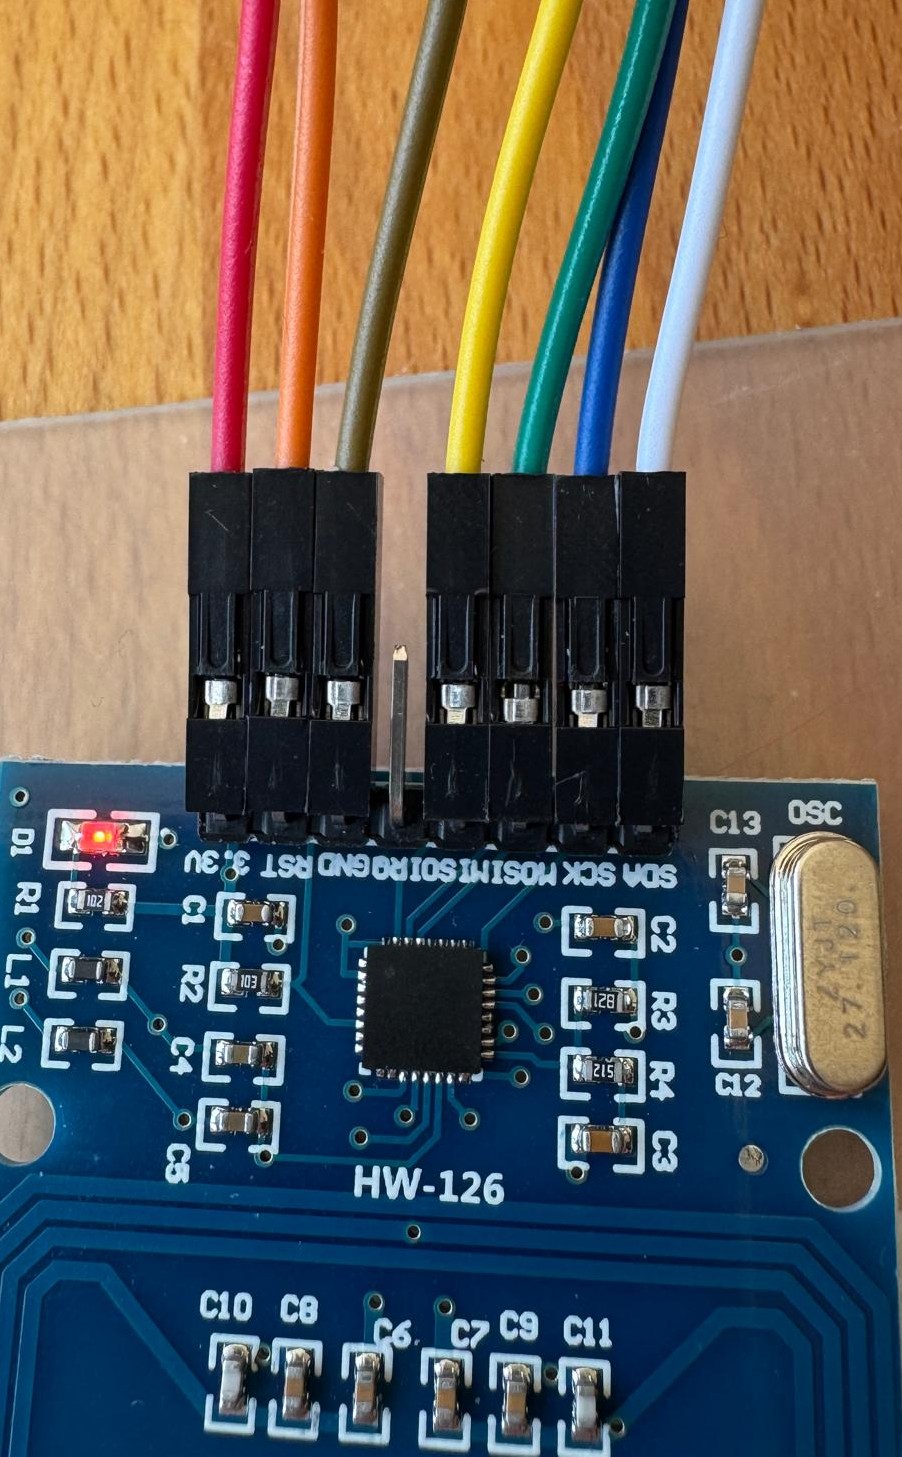 C13
OSC
D1
3.3V RST GND IRQ MISO MOSI SCK SDA
R1
102
C1
C2
L1
R2
103
R3
L2
C4
R4
C12
C5
C3
HW-126
C10
C8
C6
C7
C9
C11